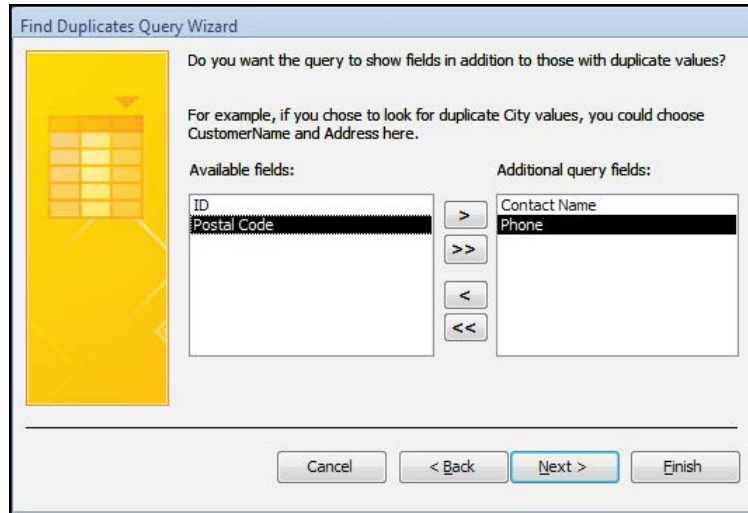 Find Duplicates Query Wizard
Do you want the query to show fields in addition to those with duplicate values?
For example, if you chose to look for duplicate City values, you could choose
CustomerName and Address here.
Available fields:
Additional query fields:
ID
Postal Code
>
>>
<
<<
Contact Name
Phone
Cancel
< Back
Next >
Finish